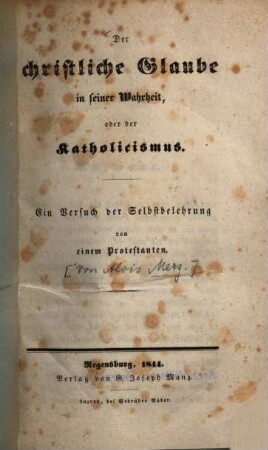 Der
christliche Glaube
in seiner Wahrheit,
oder der
Katholicismus.
Ein Versuch der Selbstbelehrung
von
einem Protestanten.
[von Alois Merz.?]
Regensburg, 1844.
Verlag von G. Joseph Manz.
Luzern, bei Gebrüder Räber.